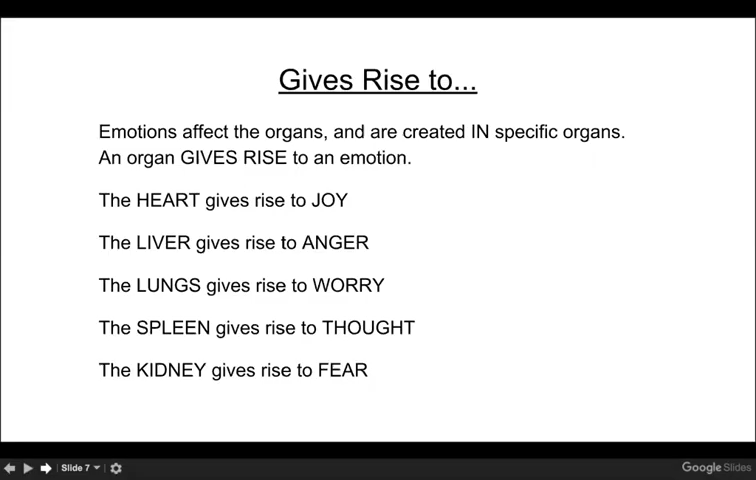 Gives Rise to...
Emotions affect the organs, and are created IN specific organs.
An organ GIVES RISE to an emotion.
The HEART gives rise to JOY
The LIVER gives rise to ANGER
The LUNGS gives rise to WORRY
The SPLEEN gives rise to THOUGHT
The KIDNEY gives rise to FEAR
Slide 7
Google Slides